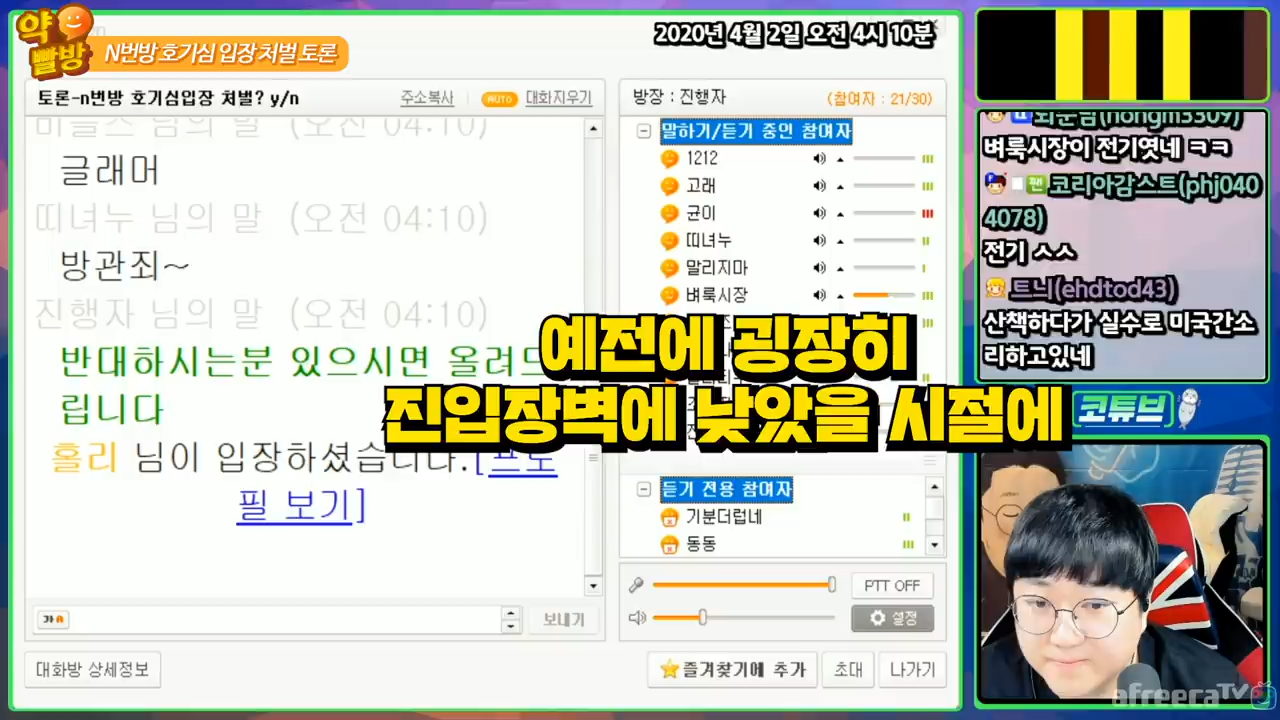 약
빨방
N번방 호기심 입장 처벌 토론
2020년 4월 2일 오전 4시 10분
토론-n번방 호기심입장 처벌? y/n
주소복사
AUTO
대화지우기
(오전 04:10)
글래머
띠녀누 님의 말 (오전 04:10)
방관죄~
진행자 님의 말 (오전 04:10)
반대하시는분 있으시면 올려드
립니다
홀리 님이 입장하셨습니다.[프로
필 보기]
가
보내기
대화방 상세정보
방장 : 진행자
(참여자 : 21/30)
말하기/듣기 중인 참여자
1212
고래
균이
띠녀누
말리지마
벼룩시장
예전에 굉장히
진입장벽에 낮았을 시절에
듣기 전용 참여자
기분더럽네
동동
PTT OFF
설정
즐겨찾기에 추가
초대
나가기
벼룩시장이 전기엿네 ㅋㅋ
팬 코리아감스트(phj040
4078)
전기 ㅅㅅ
트늬(ehdtod43)
산책하다가 실수로 미국간소
리하고있네
코튜브
afreecaTV